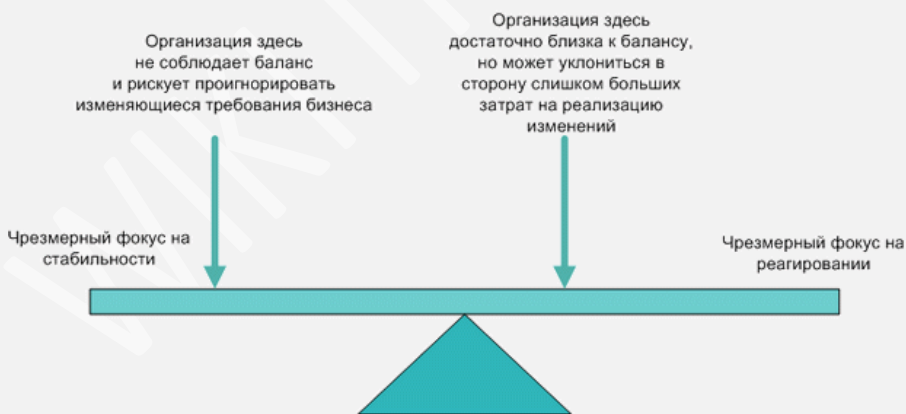 Организация здесь
не соблюдает баланс
и рискует проигнорировать
изменяющиеся требования бизнеса
Организация здесь
достаточно близка к балансу,
но может уклониться в
сторону слишком больших
затрат на реализацию
изменений
Чрезмерный фокус на
стабильности
Чрезмерный фокус на
реагировании